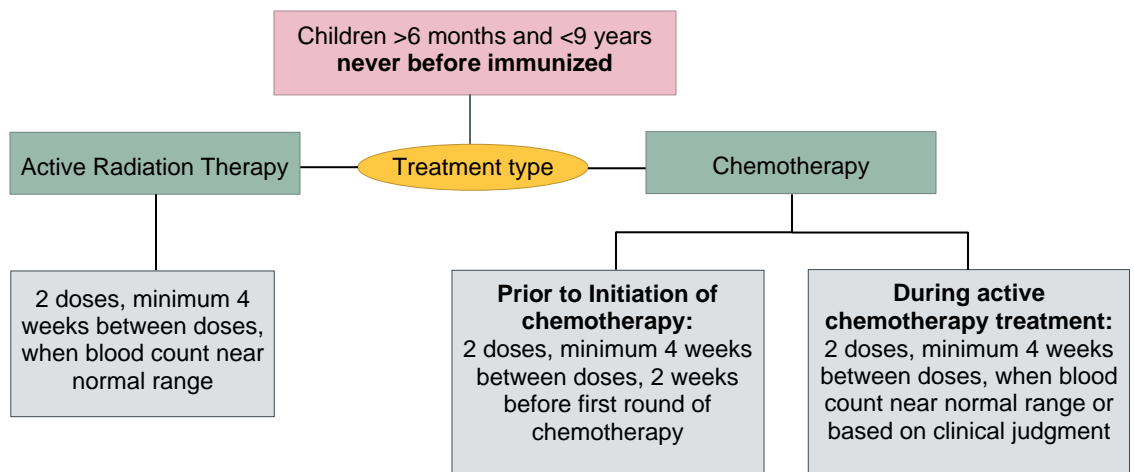 Children >6 months and <9 years
never before immunized
Active Radiation Therapy
Treatment type
Chemotherapy
2 doses, minimum 4
weeks between doses,
when blood count near
normal range
Prior to Initiation of
chemotherapy:
2 doses, minimum 4 weeks
between doses, 2 weeks
before first round of
chemotherapy
During active
chemotherapy treatment:
2 doses, minimum 4 weeks
between doses, when blood
count near normal range or
based on clinical judgment